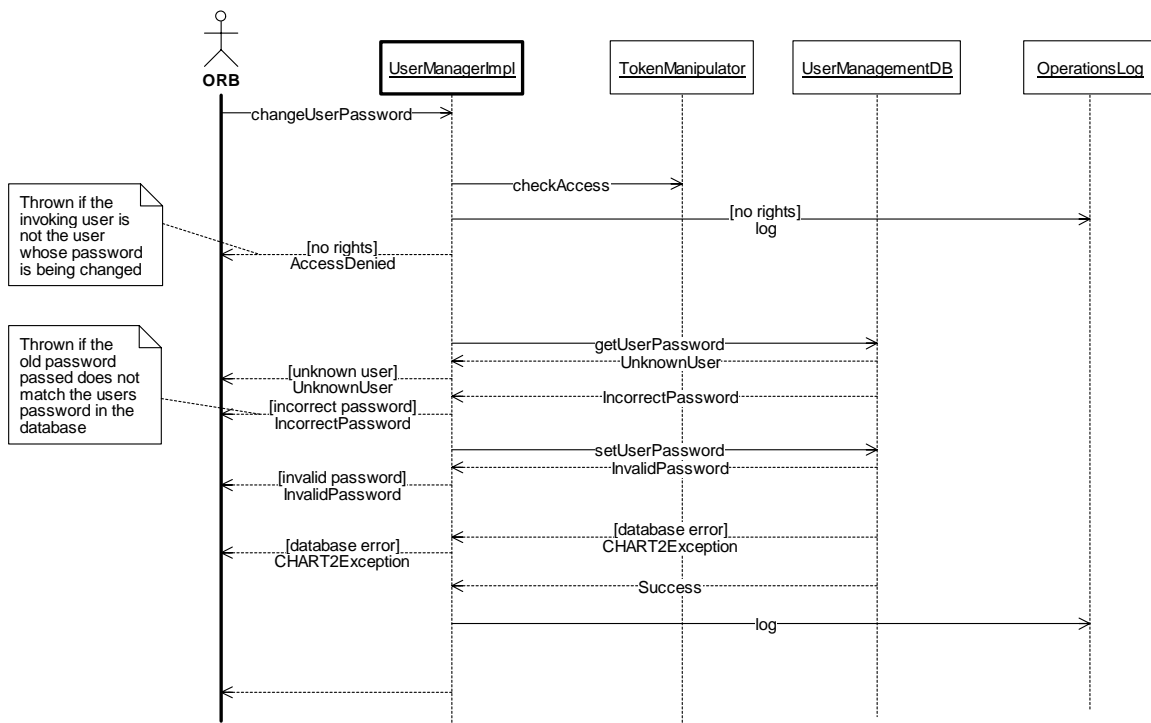 ORB
UserManagerImpl
TokenManipulator
UserManagementDB
OperationsLog
changeUserPassword
checkAccess
[no rights]
log
Thrown if the
invoking user is
not the user
whose password
is being changed
[no rights]
AccessDenied
Thrown if the
old password
passed does not
match the users
password in the
database
getUserPassword
UnknownUser
[unknown user]
UnknownUser
IncorrectPassword
[incorrect password]
IncorrectPassword
setUserPassword
InvalidPassword
[invalid password]
InvalidPassword
[database error]
CHART2Exception
[database error]
CHART2Exception
Success
log